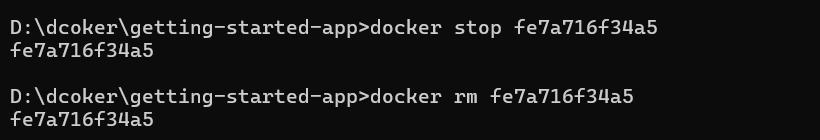 D:\dcoker\getting-started-app>docker stop fe7a716f34a5
fe7a716f34a5
D:\dcoker\getting-started-app>docker rm fe7a716f34a5
fe7a716f34a5